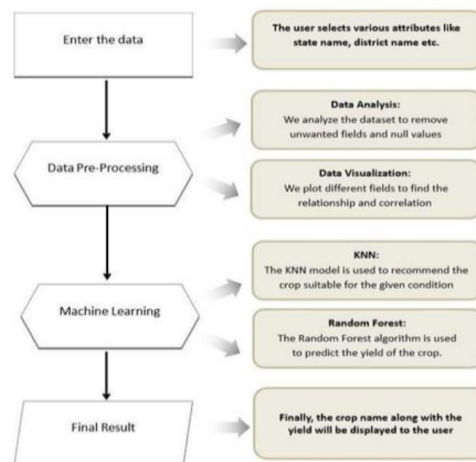 Enter the data
The user selects various attributes like
state name, district name etc.
Data Pre-Processing
Data Analysis:
We analyze the dataset to remove
unwanted fields and null values
Data Visualization:
We plot different fields to find the
relationship and correlation
Machine Learning
KNN:
The KNN model is used to recommend the
crop suitable for the given condition
Random Forest:
The Random Forest algorithm is used
to predict the yield of the crop.
Final Result
Finally, the crop name along with the
yield will be displayed to the user